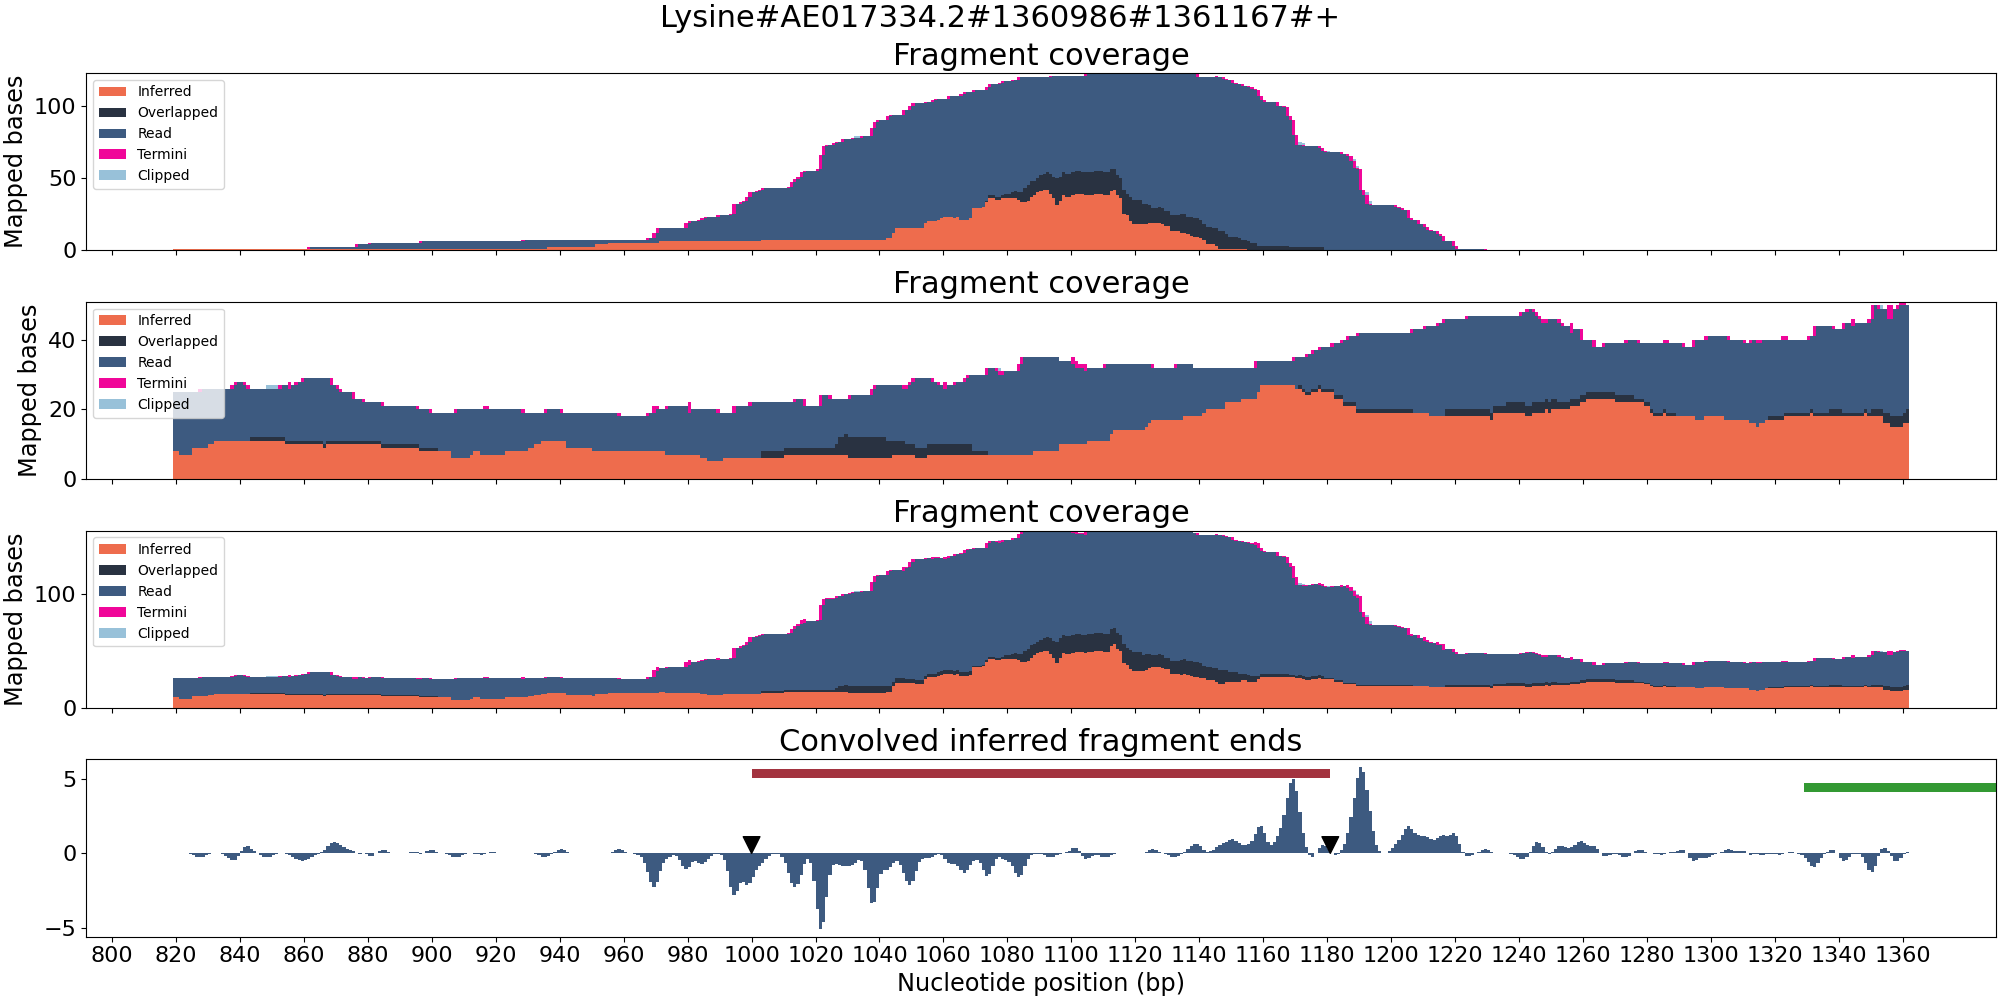 Lysine#AE017334.2#1360986#1361167#+
Fragment coverage
Mapped bases
100
50
0
Inferred
Overlapped
Read
Termini
Clipped
Fragment coverage
Mapped bases
40
20
0
Inferred
Overlapped
Read
Termini
Clipped
Fragment coverage
Mapped bases
100
0
Inferred
Overlapped
Read
Termini
Clipped
Convolved inferred fragment ends
5
0
−5
800 820 840 860 880 900 920 940 960 980 1000 1020 1040 1060 1080 1100 1120 1140 1160 1180 1200 1220 1240 1260 1280 1300 1320 1340 1360
Nucleotide position (bp)